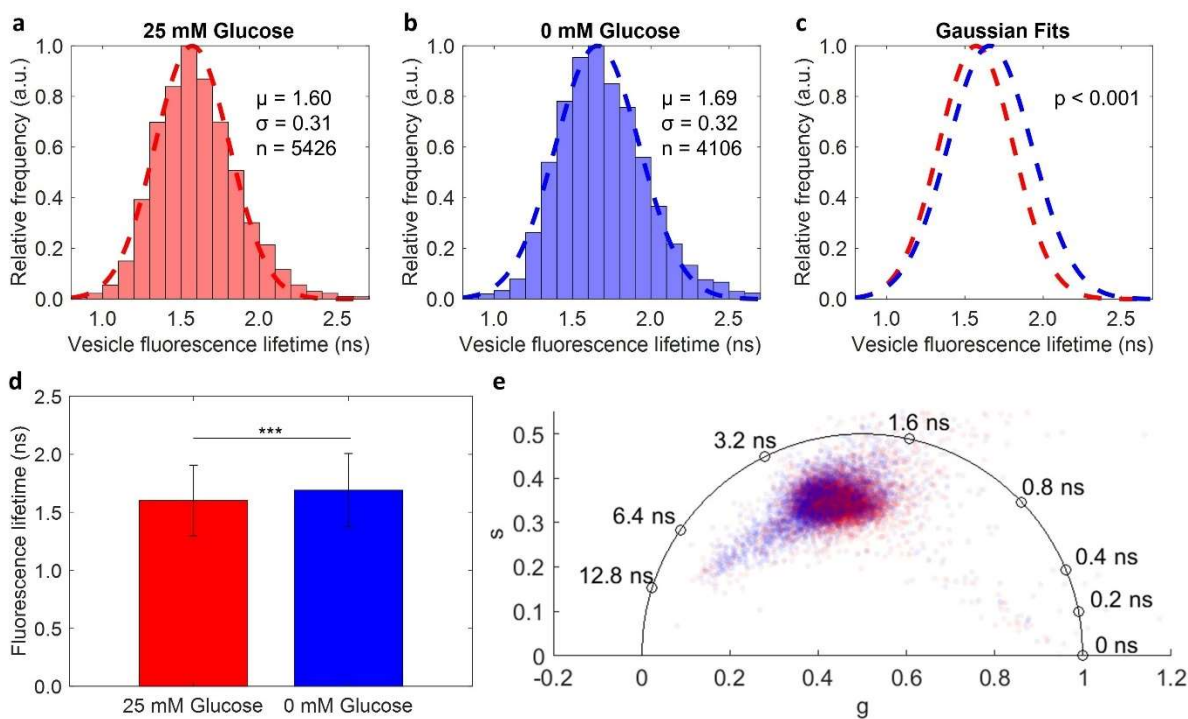 a
25 mM Glucose
Relative frequency (a.u.)
1.0
0.8
0.6
0.4
0.2
0.0
μ = 1.60
σ = 0.31
n = 5426
1.0
1.5
2.0
2.5
Vesicle fluorescence lifetime (ns)
b
0 mM Glucose
Relative frequency (a.u.)
1.0
0.8
0.6
0.4
0.2
0.0
μ = 1.69
σ = 0.32
n = 4106
1.0
1.5
2.0
2.5
Vesicle fluorescence lifetime (ns)
c
Gaussian Fits
Relative frequency (a.u.)
1.0
0.8
0.6
0.4
0.2
0.0
p < 0.001
1.0
1.5
2.0
2.5
Vesicle fluorescence lifetime (ns)
d
Fluorescence lifetime (ns)
2.5
2.0
1.5
1.0
0.5
0.0
***
25 mM Glucose
0 mM Glucose
e
s
0.5
0.4
0.3
0.2
0.1
0
12.8 ns
6.4 ns
3.2 ns
1.6 ns
0.8 ns
0.4 ns
0.2 ns
0 ns
-0.2
0
0.2
0.4
0.6
0.8
1
1.2
g